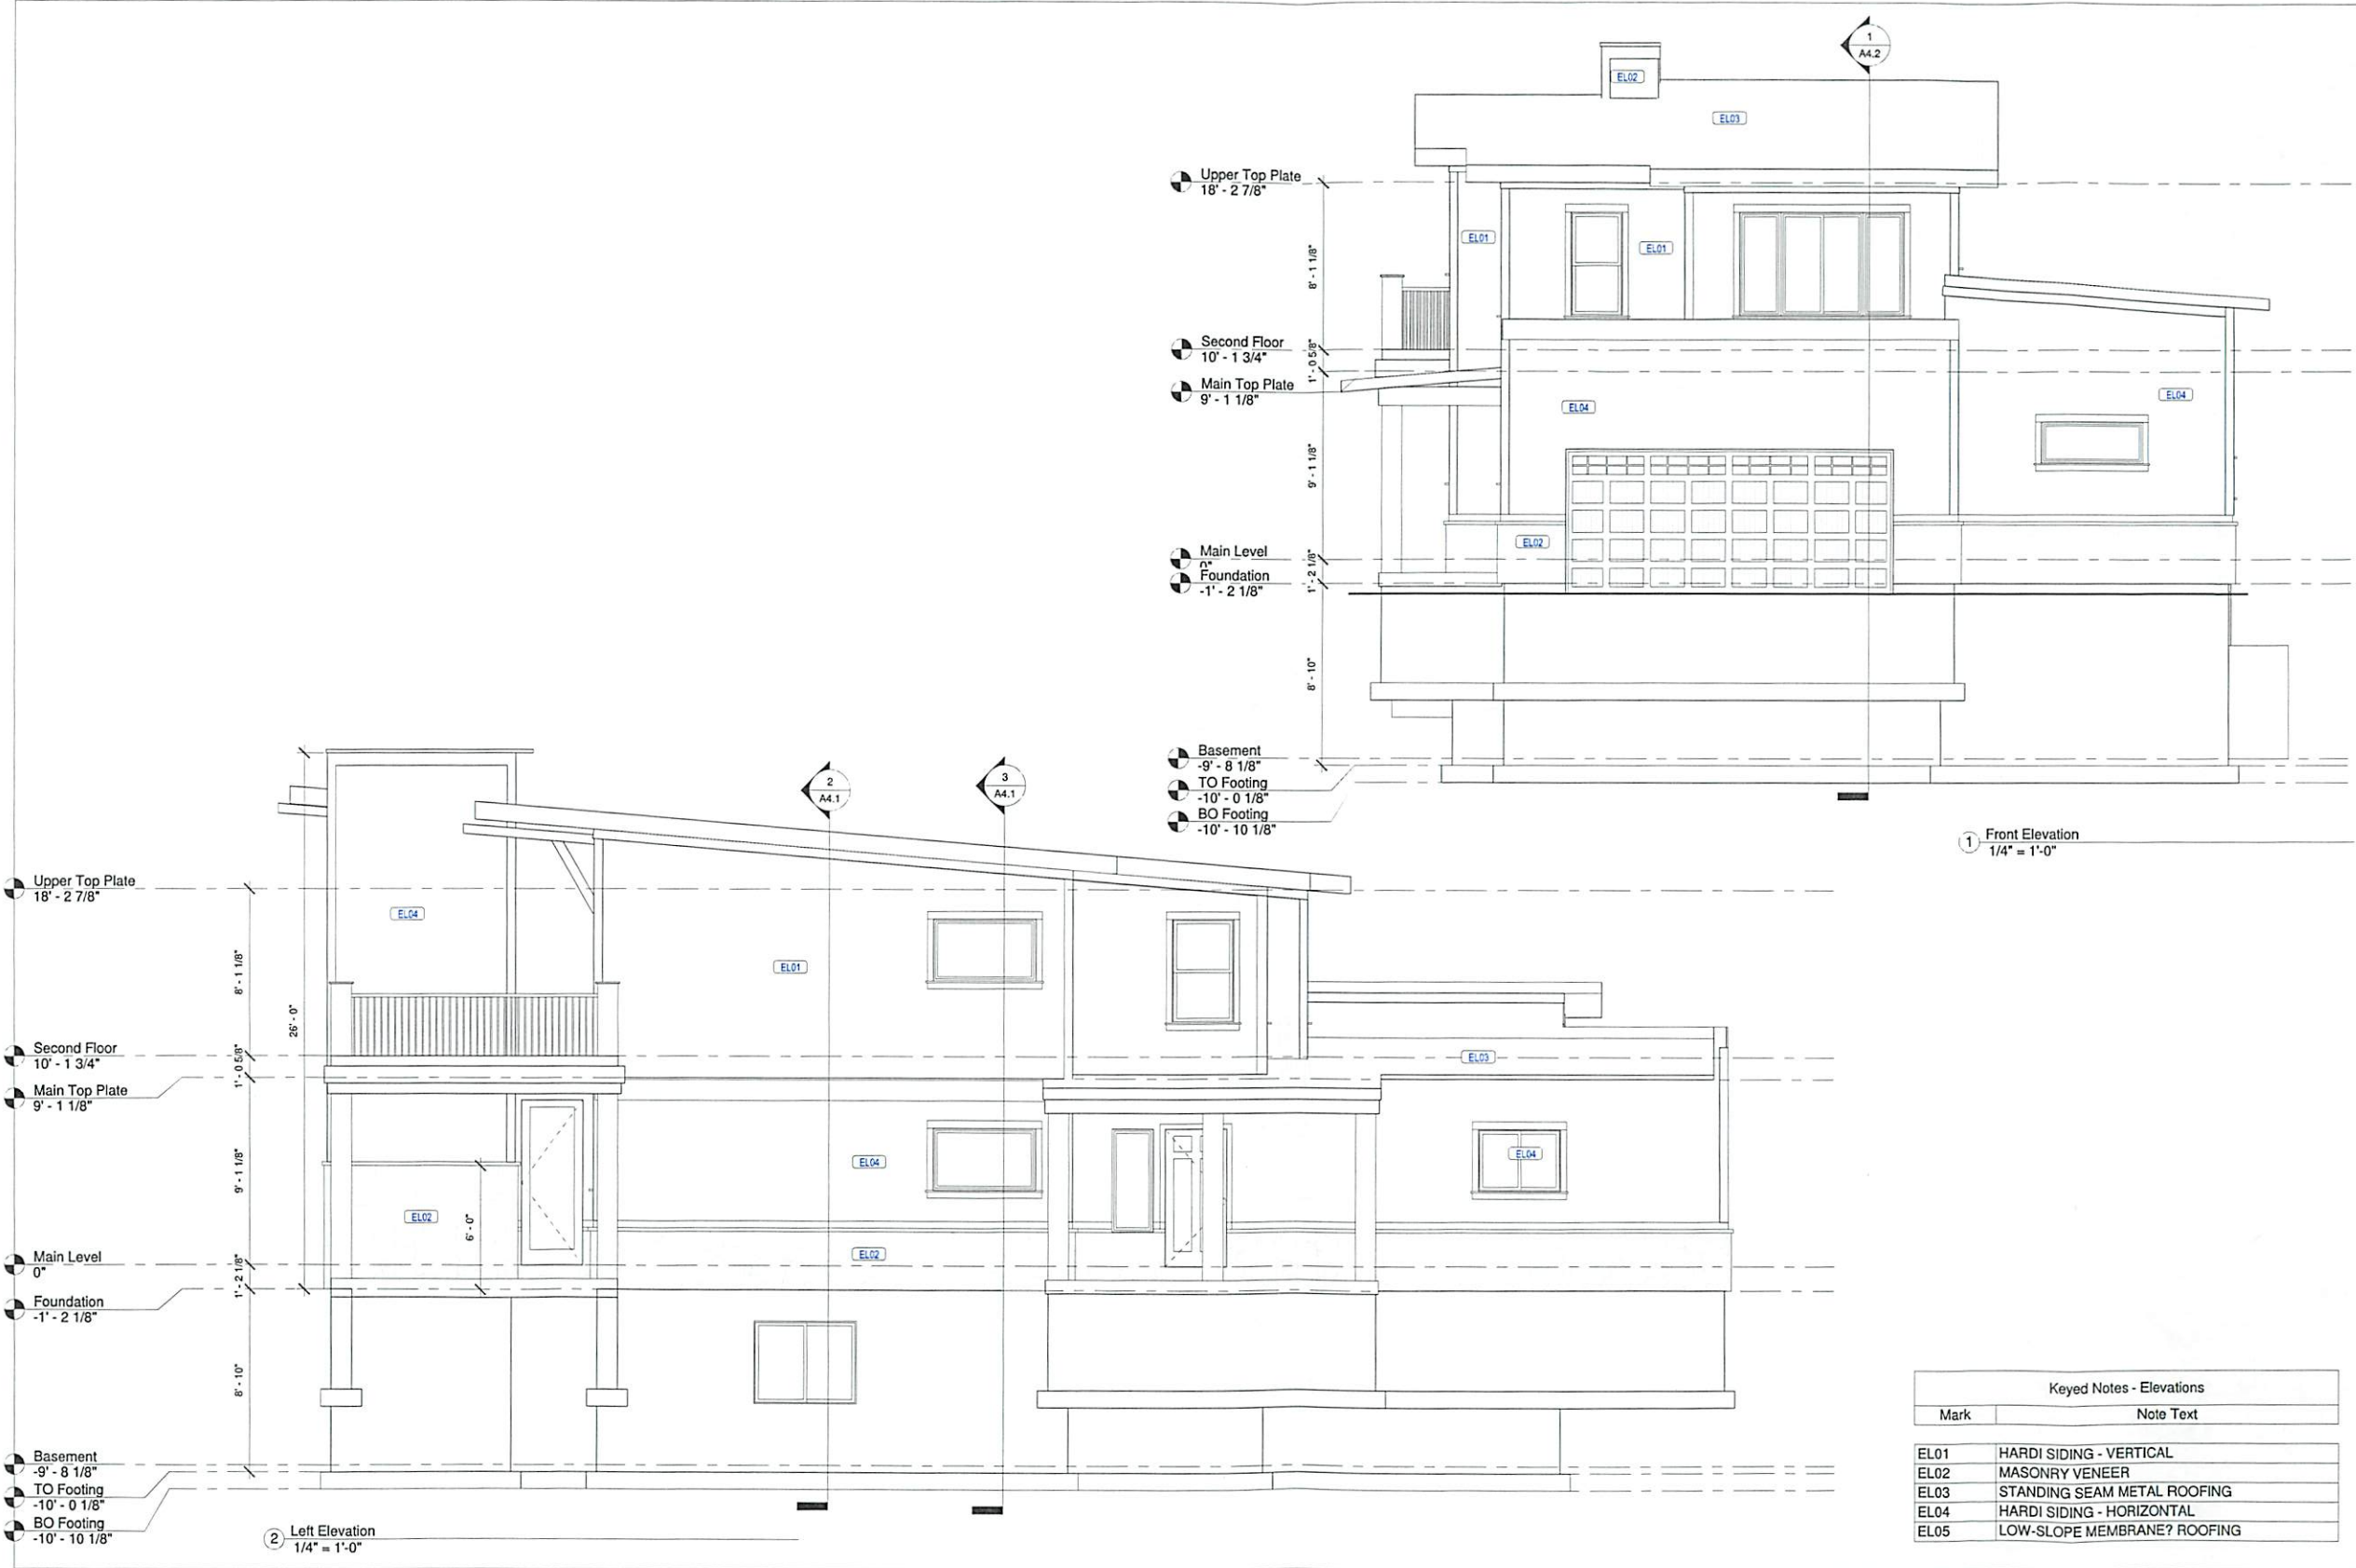 1
A4.2
EL02
EL03
Upper Top Plate
18' - 2 7/8"
EL01
EL01
8' - 1 1/8"
Second Floor
10' - 1 3/4"
1' - 0 5/8"
Main Top Plate
9' - 1 1/8"
EL04
EL04
9' - 1 1/8"
EL02
Main Level
0"
1' - 2 1/8"
Foundation
-1' - 2 1/8"
8' - 10"
Basement
-9' - 8 1/8"
TO Footing
-10' - 0 1/8"
BO Footing
-10' - 10 1/8"
1 Front Elevation
1/4" = 1'-0"
2
A4.1
3
A4.1
Upper Top Plate
18' - 2 7/8"
EL04
EL01
8' - 1 1/8"
26' - 0"
Second Floor
10' - 1 3/4"
1' - 0 5/8"
EL03
Main Top Plate
9' - 1 1/8"
9' - 1 1/8"
EL04
EL04
EL02
6' - 0"
EL02
Main Level
0"
1' - 2 1/8"
Foundation
-1' - 2 1/8"
8' - 10"
Basement
-9' - 8 1/8"
TO Footing
-10' - 0 1/8"
BO Footing
-10' - 10 1/8"
2 Left Elevation
1/4" = 1'-0"
Keyed Notes - Elevations
Mark Note Text
EL01 HARDI SIDING - VERTICAL
EL02 MASONRY VENEER
EL03 STANDING SEAM METAL ROOFING
EL04 HARDI SIDING - HORIZONTAL
EL05 LOW-SLOPE MEMBRANE? ROOFING